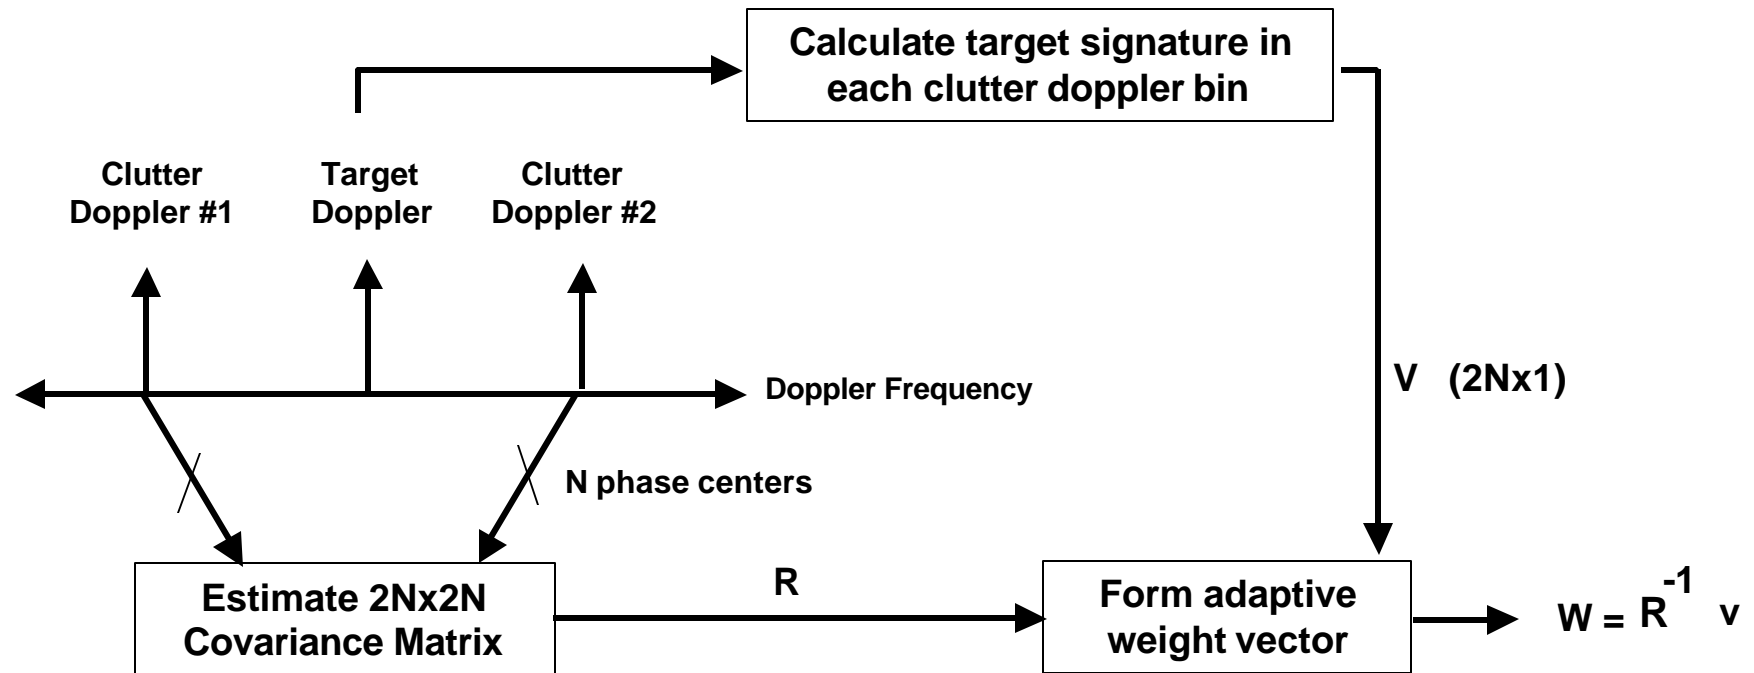 Calculate target signature in
each clutter doppler bin
Clutter
Doppler #1
Target
Doppler
Clutter
Doppler #2
Doppler Frequency
V (2Nx1)
N phase centers
Estimate 2Nx2N
Covariance Matrix
R
Form adaptive
weight vector
W = R^-1 v